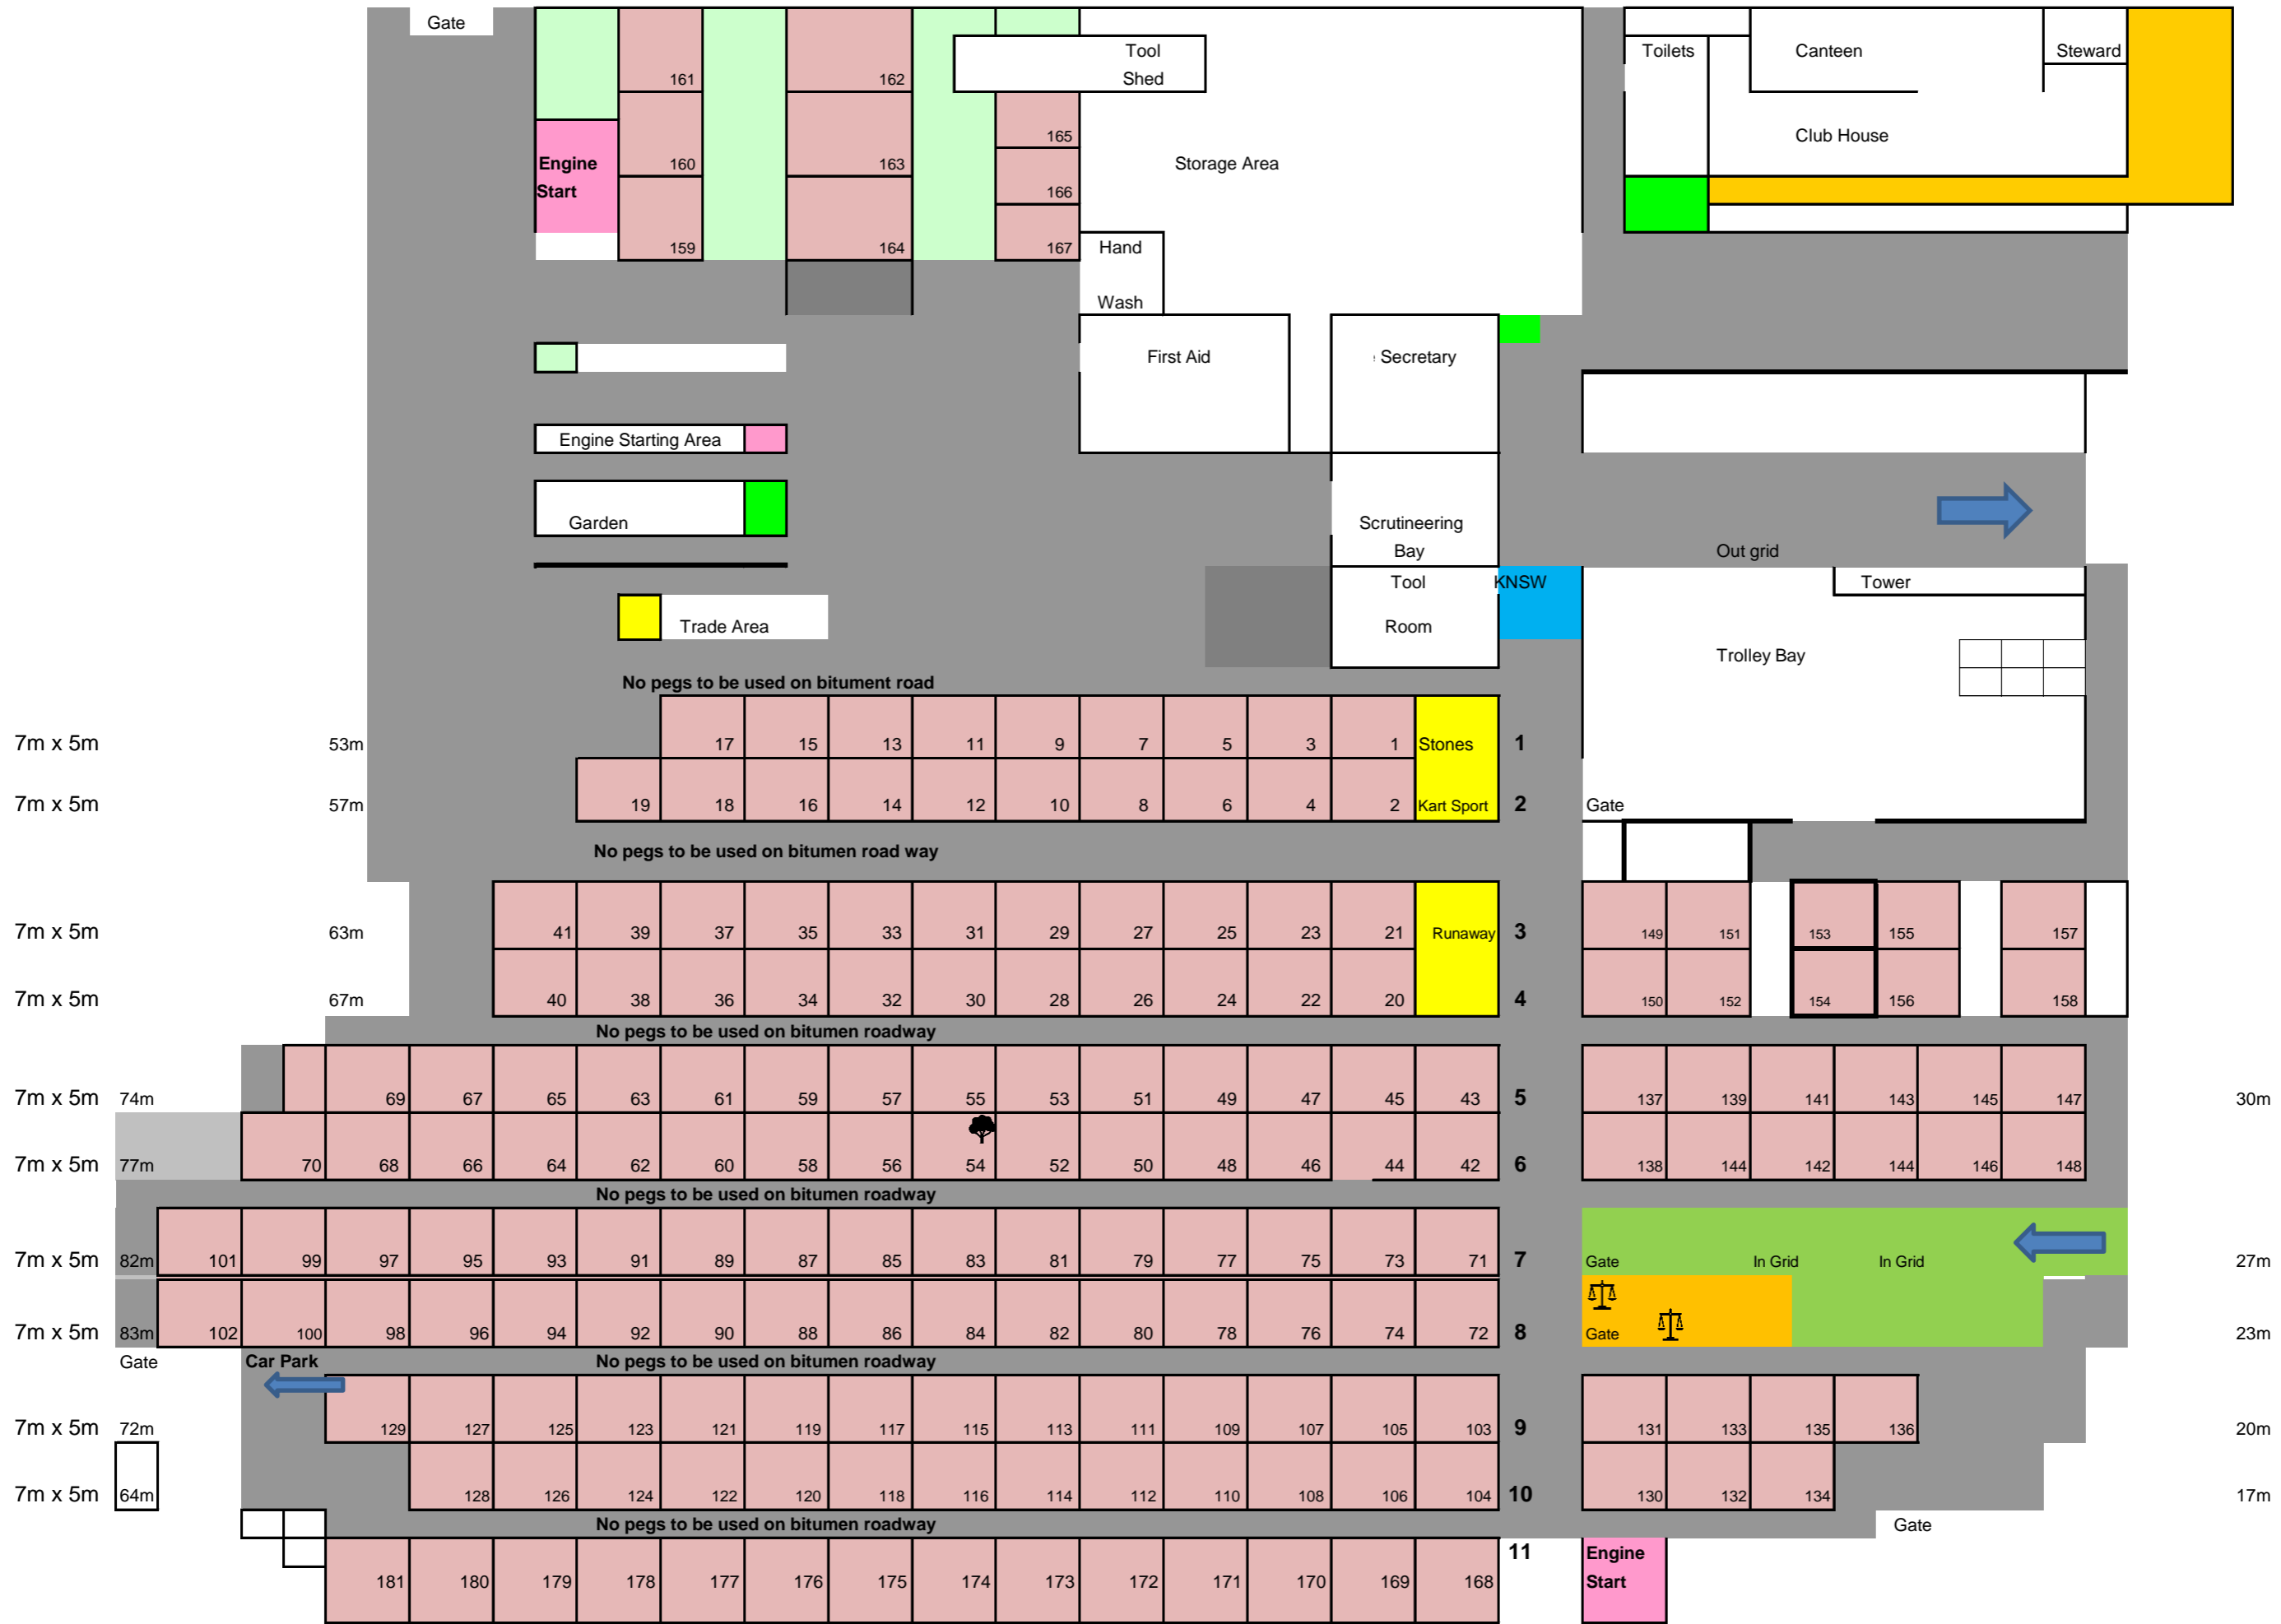 Gate
Tool
Toilets
Canteen
Steward
161
162
Shed
165
Club House
Engine
160
163
Storage Area
Start
166
159
164
167
Hand
Wash
First Aid
Secretary
Engine Starting Area
Garden
Scrutineering
Bay
Out grid
Tool
KNSW
Tower
Trade Area
Room
Trolley Bay
No pegs to be used on bitument road
7m x 5m 53m 17 15 13 11 9 7 5 3 1 Stones 1
7m x 5m 57m 19 18 16 14 12 10 8 6 4 2 Kart Sport 2 Gate
No pegs to be used on bitumen road way
7m x 5m 63m 41 39 37 35 33 31 29 27 25 23 21 Runaway 3 149 151 153 155 157
7m x 5m 67m 40 38 36 34 32 30 28 26 24 22 20 4 150 152 154 156 158
No pegs to be used on bitumen roadway
7m x 5m 74m 69 67 65 63 61 59 57 55 53 51 49 47 45 43 5 137 139 141 143 145 147 30m
7m x 5m 77m 70 68 66 64 62 60 58 56 54 52 50 48 46 44 42 6 138 144 142 144 146 148
No pegs to be used on bitumen roadway
7m x 5m 82m 101 99 97 95 93 91 89 87 85 83 81 79 77 75 73 71 7 Gate In Grid In Grid 27m
7m x 5m 83m 102 100 98 96 94 92 90 88 86 84 82 80 78 76 74 72 8 Gate 23m
Gate Car Park No pegs to be used on bitumen roadway
7m x 5m 72m 129 127 125 123 121 119 117 115 113 111 109 107 105 103 9 131 133 135 136 20m
7m x 5m 64m 128 126 124 122 120 118 116 114 112 110 108 106 104 10 130 132 134 17m
No pegs to be used on bitumen roadway Gate
11 Engine
181 180 179 178 177 176 175 174 173 172 171 170 169 168 Start